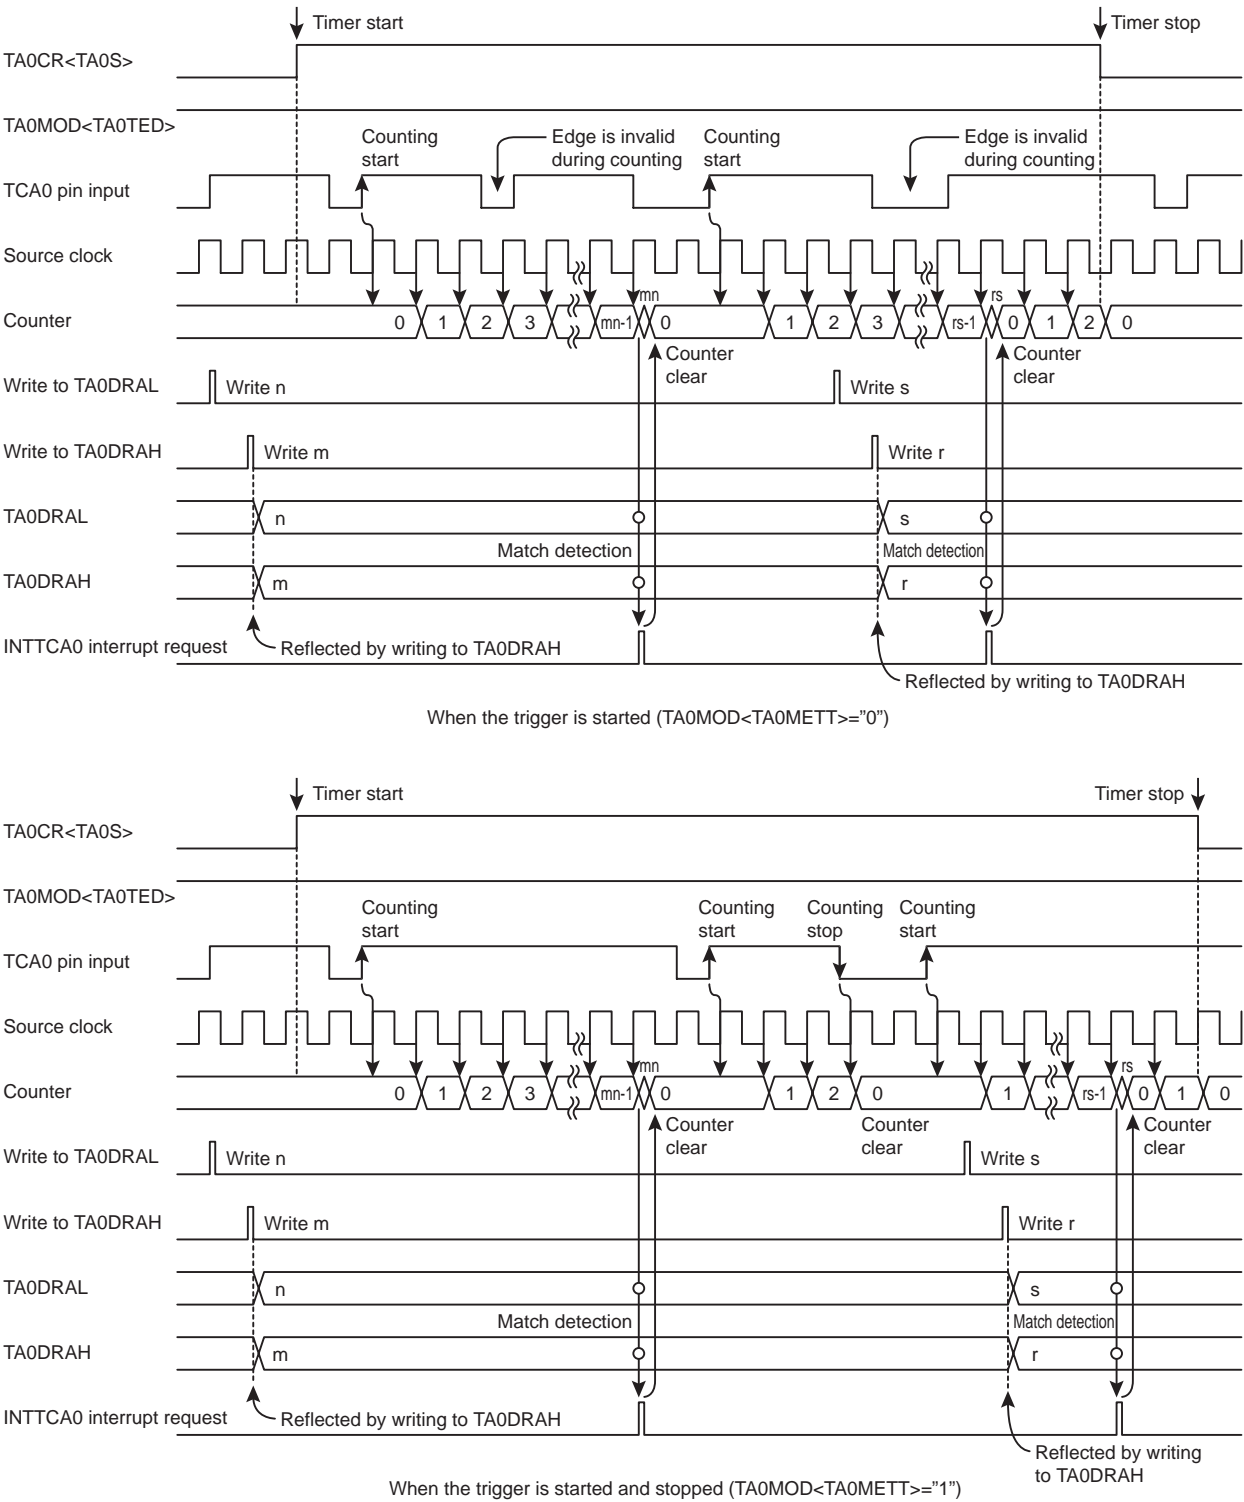 Timer start
Timer stop
TA0CR<TA0S>
TA0MOD<TA0TED>
Counting start
Edge is invalid during counting
Counting start
Edge is invalid during counting
TCA0 pin input
Source clock
mn
rs
Counter 0 1 2 3 mn-1 0 1 2 3 rs-1 0 1 2 0
Counter clear
Counter clear
Write to TA0DRAL Write n Write s
Write to TA0DRAH Write m Write r
TA0DRAL n s
Match detection Match detection
TA0DRAH m r
INTTCA0 interrupt request Reflected by writing to TA0DRAH
Reflected by writing to TA0DRAH
When the trigger is started (TA0MOD<TA0METT>="0")
Timer start
Timer stop
TA0CR<TA0S>
TA0MOD<TA0TED>
Counting start
Counting start
Counting stop
Counting start
TCA0 pin input
Source clock
mn
rs
Counter 0 1 2 3 mn-1 0 1 2 0 1 rs-1 0 1 0
Counter clear
Counter clear
Counter clear
Write to TA0DRAL Write n Write s
Write to TA0DRAH Write m Write r
TA0DRAL n s
Match detection Match detection
TA0DRAH m r
INTTCA0 interrupt request Reflected by writing to TA0DRAH
Reflected by writing
to TA0DRAH
When the trigger is started and stopped (TA0MOD<TA0METT>="1")